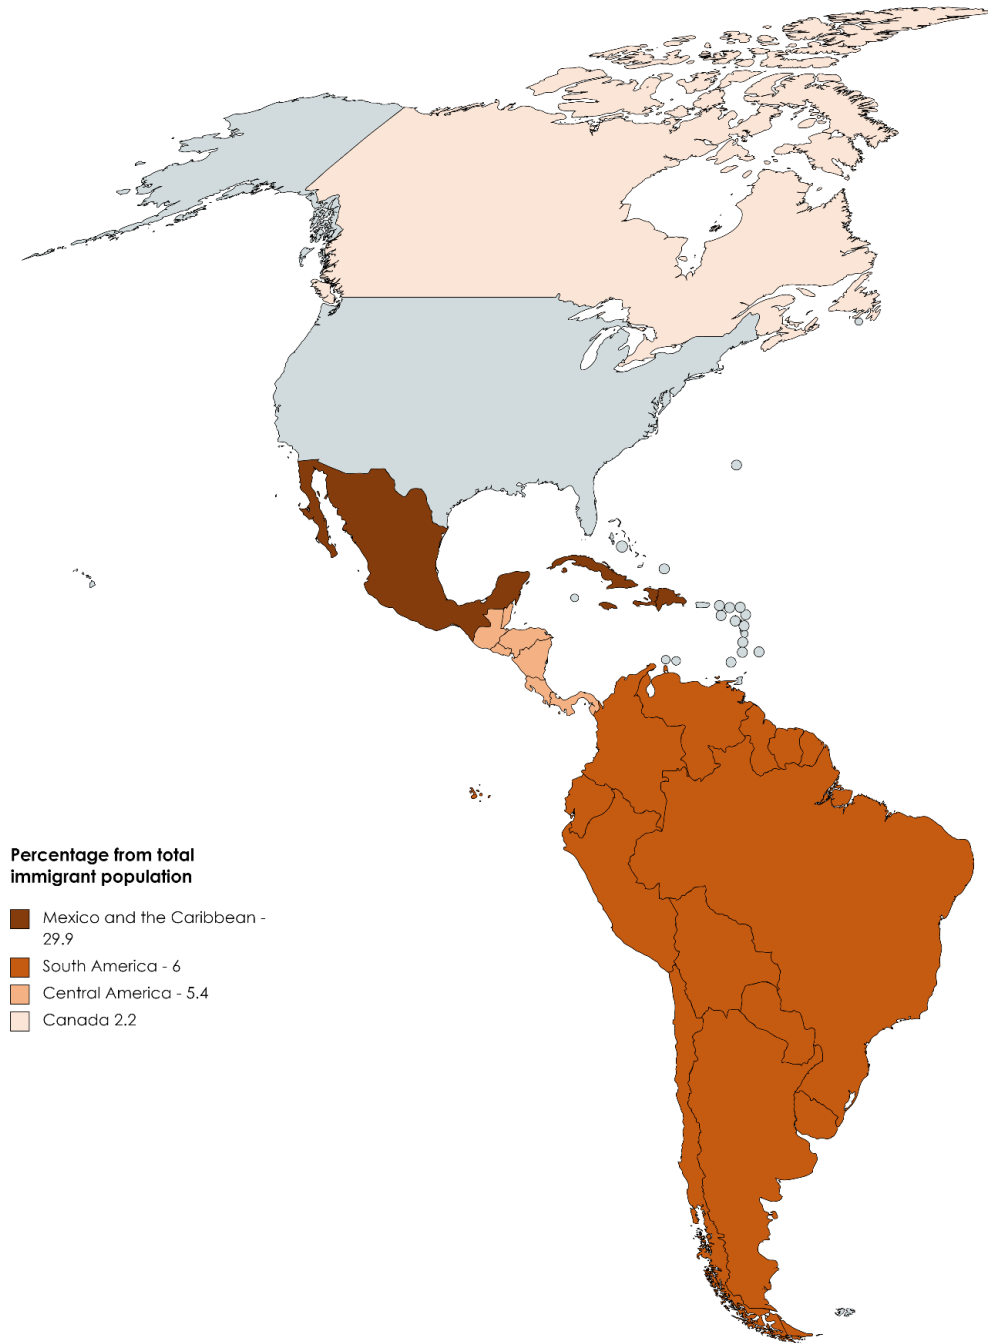 Percentage from total
immigrant population
Mexico and the Caribbean -
29.9
South America - 6
Central America - 5.4
Canada 2.2